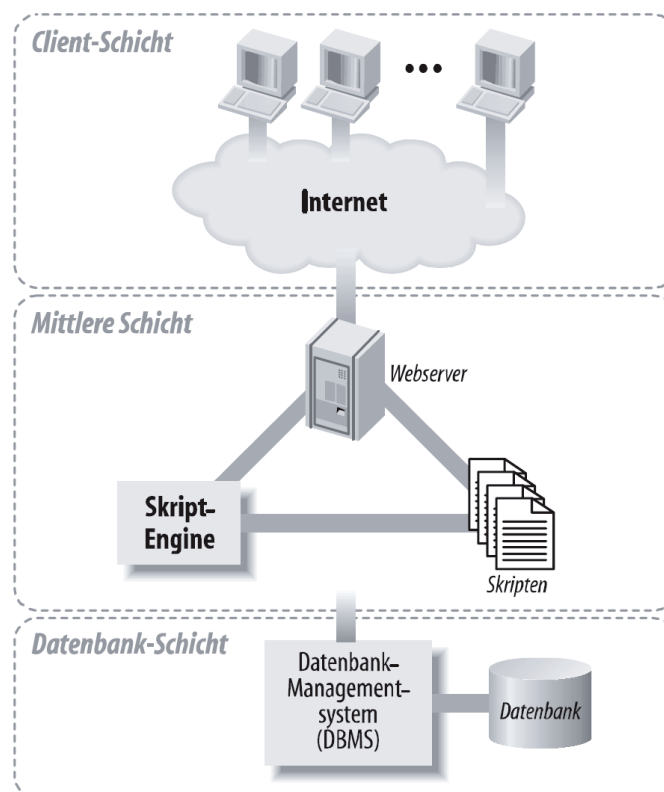 Client-Schicht
•••
Internet
Mittlere Schicht
Webserver
Skript-
Engine
Skripten
Datenbank-Schicht
Datenbank-
Management-
system
(DBMS)
Datenbank